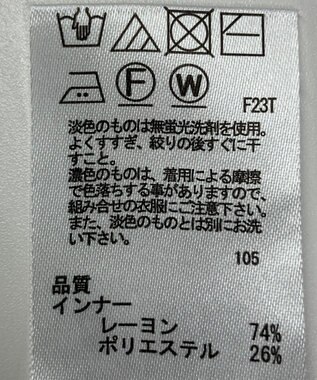 F
W
F23T
淡色のものは無蛍光洗剤を使用。
よくすすぎ、絞りの後すぐに干
すこと。
濃色のものは、着用による摩擦
で色落ちする事がありますので、
組み合せの衣服にご注意下さい。
また、淡色のものとは別にお洗
い下さい。
105
品質
インナー
レーヨン 74%
ポリエステル 26%